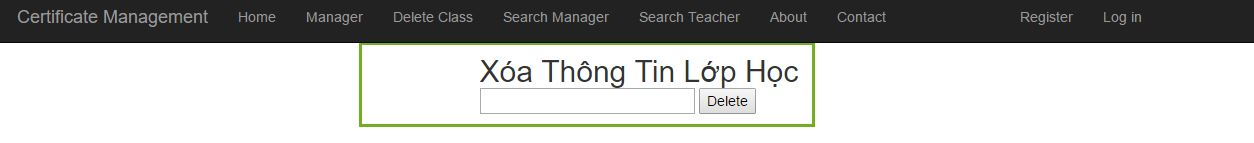 Certificate Management Home Manager Delete Class Search Manager Search Teacher About Contact Register Log in
Xóa Thông Tin Lớp Học
Delete